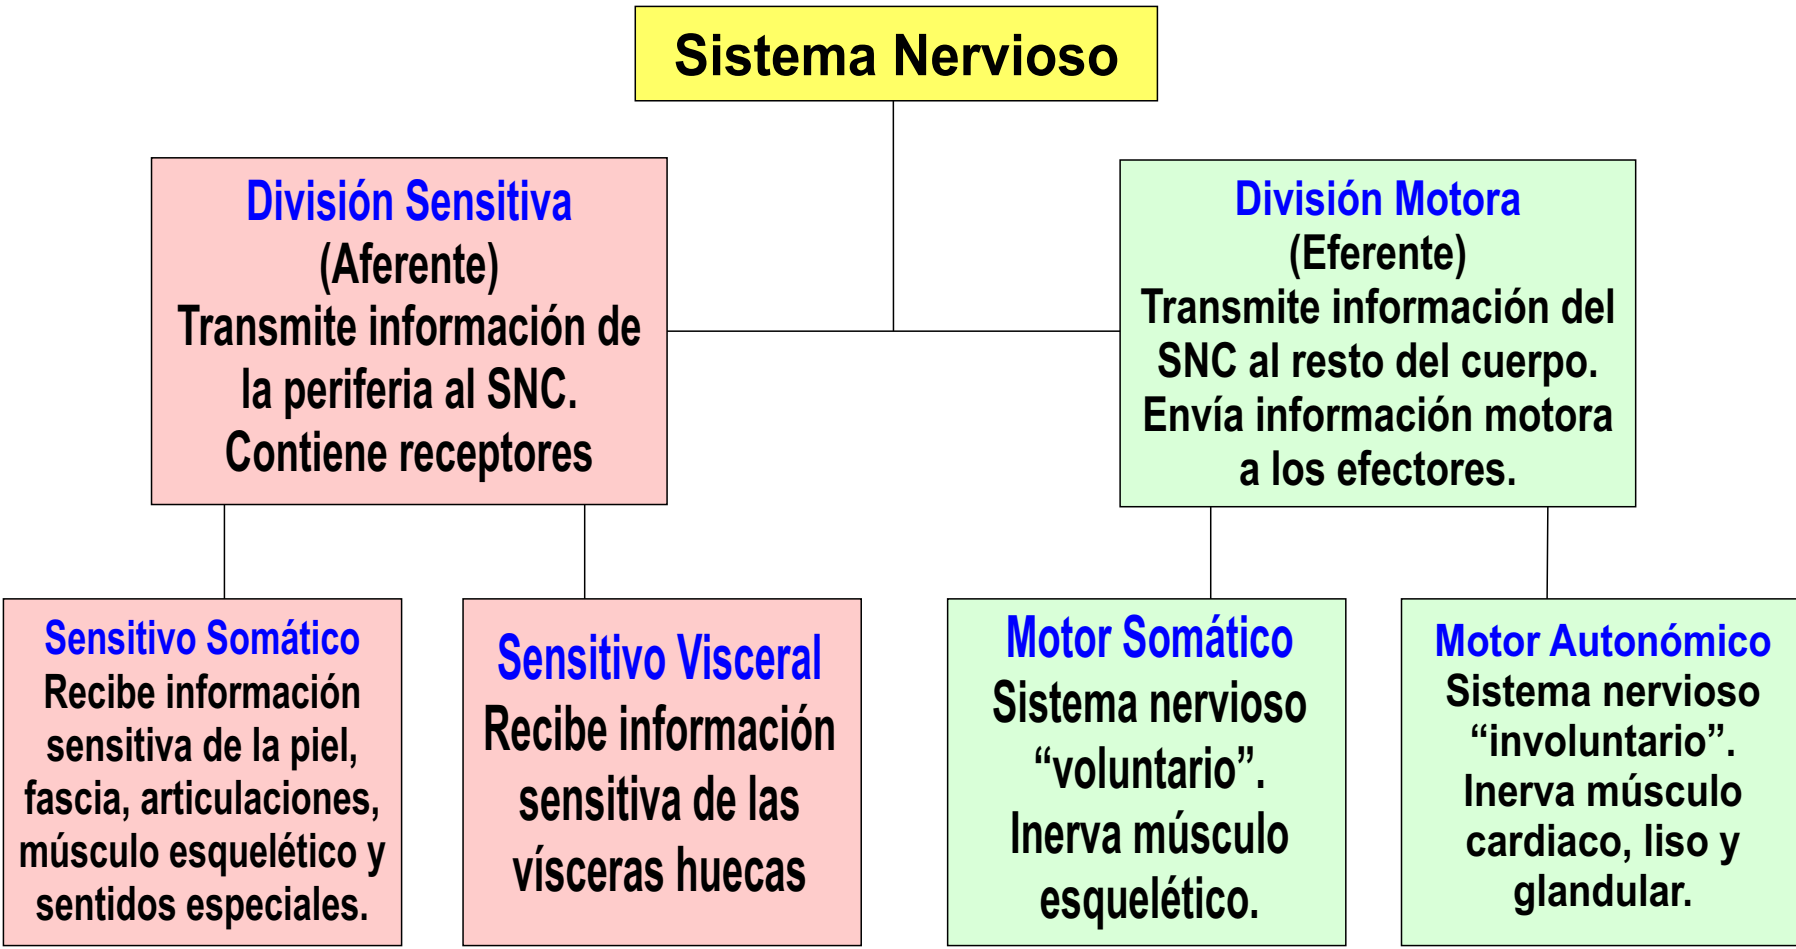 Sistema Nervioso
División Sensitiva
(Aferente)
Transmite información de
la periferia al SNC.
Contiene receptores
División Motora
(Eferente)
Transmite información del
SNC al resto del cuerpo.
Envía información motora
a los efectores.
Sensitivo Somático
Recibe información
sensitiva de la piel,
fascia, articulaciones,
músculo esquelético y
sentidos especiales.
Sensitivo Visceral
Recibe información
sensitiva de las
vísceras huecas
Motor Somático
Sistema nervioso
“voluntario”.
Inerva músculo
esquelético.
Motor Autonómico
Sistema nervioso
“involuntario”.
Inerva músculo
cardiaco, liso y
glandular.